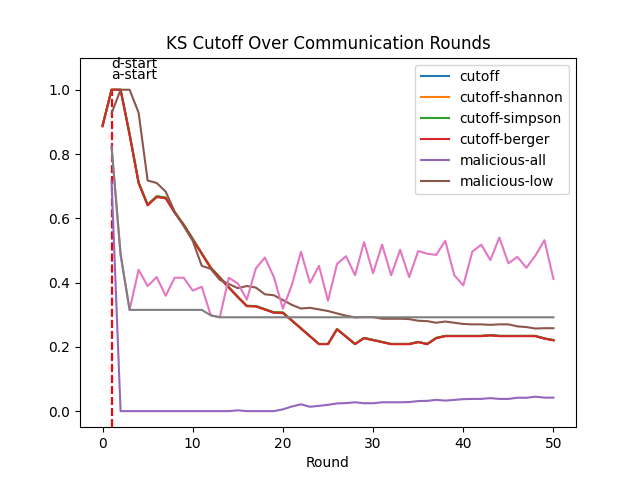 KS Cutoff Over Communication Rounds
d-start
a-start
cutoff
cutoff-shannon
cutoff-simpson
cutoff-berger
malicious-all
malicious-low
1.0
0.8
0.6
0.4
0.2
0.0
0 10 20 30 40 50
Round